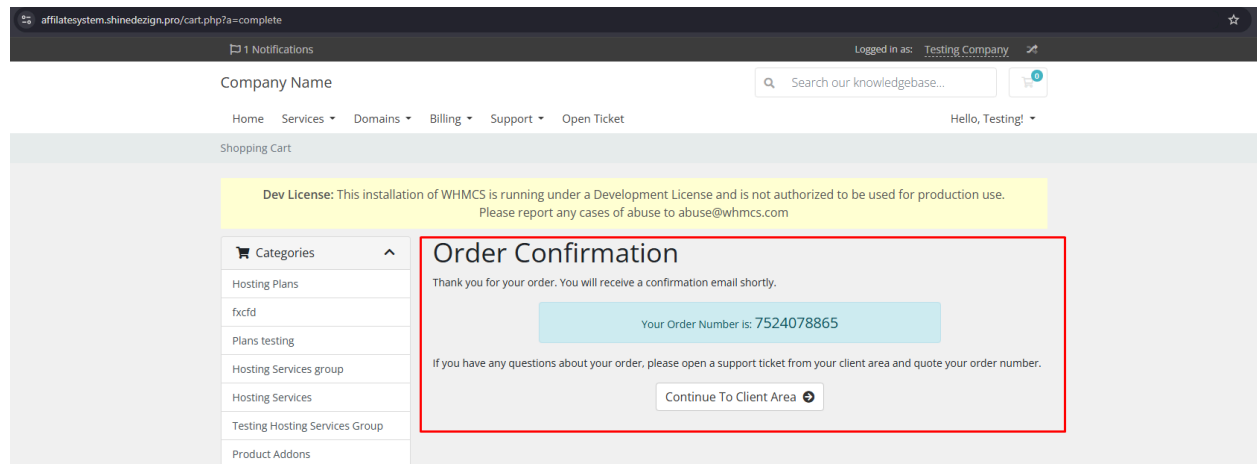 affilatesystem.shinedezign.pro/cart.php?a=complete
1 Notifications
Logged in as: Testing Company
Company Name
Search our knowledgebase...
0
Home Services Domains Billing Support Open Ticket
Hello, Testing!
Shopping Cart
Dev License: This installation of WHMCS is running under a Development License and is not authorized to be used for production use.
Please report any cases of abuse to abuse@whmcs.com
Categories
Hosting Plans
fxcfd
Plans testing
Hosting Services group
Hosting Services
Testing Hosting Services Group
Product Addons
Order Confirmation
Thank you for your order. You will receive a confirmation email shortly.
Your Order Number is: 7524078865
If you have any questions about your order, please open a support ticket from your client area and quote your order number.
Continue To Client Area